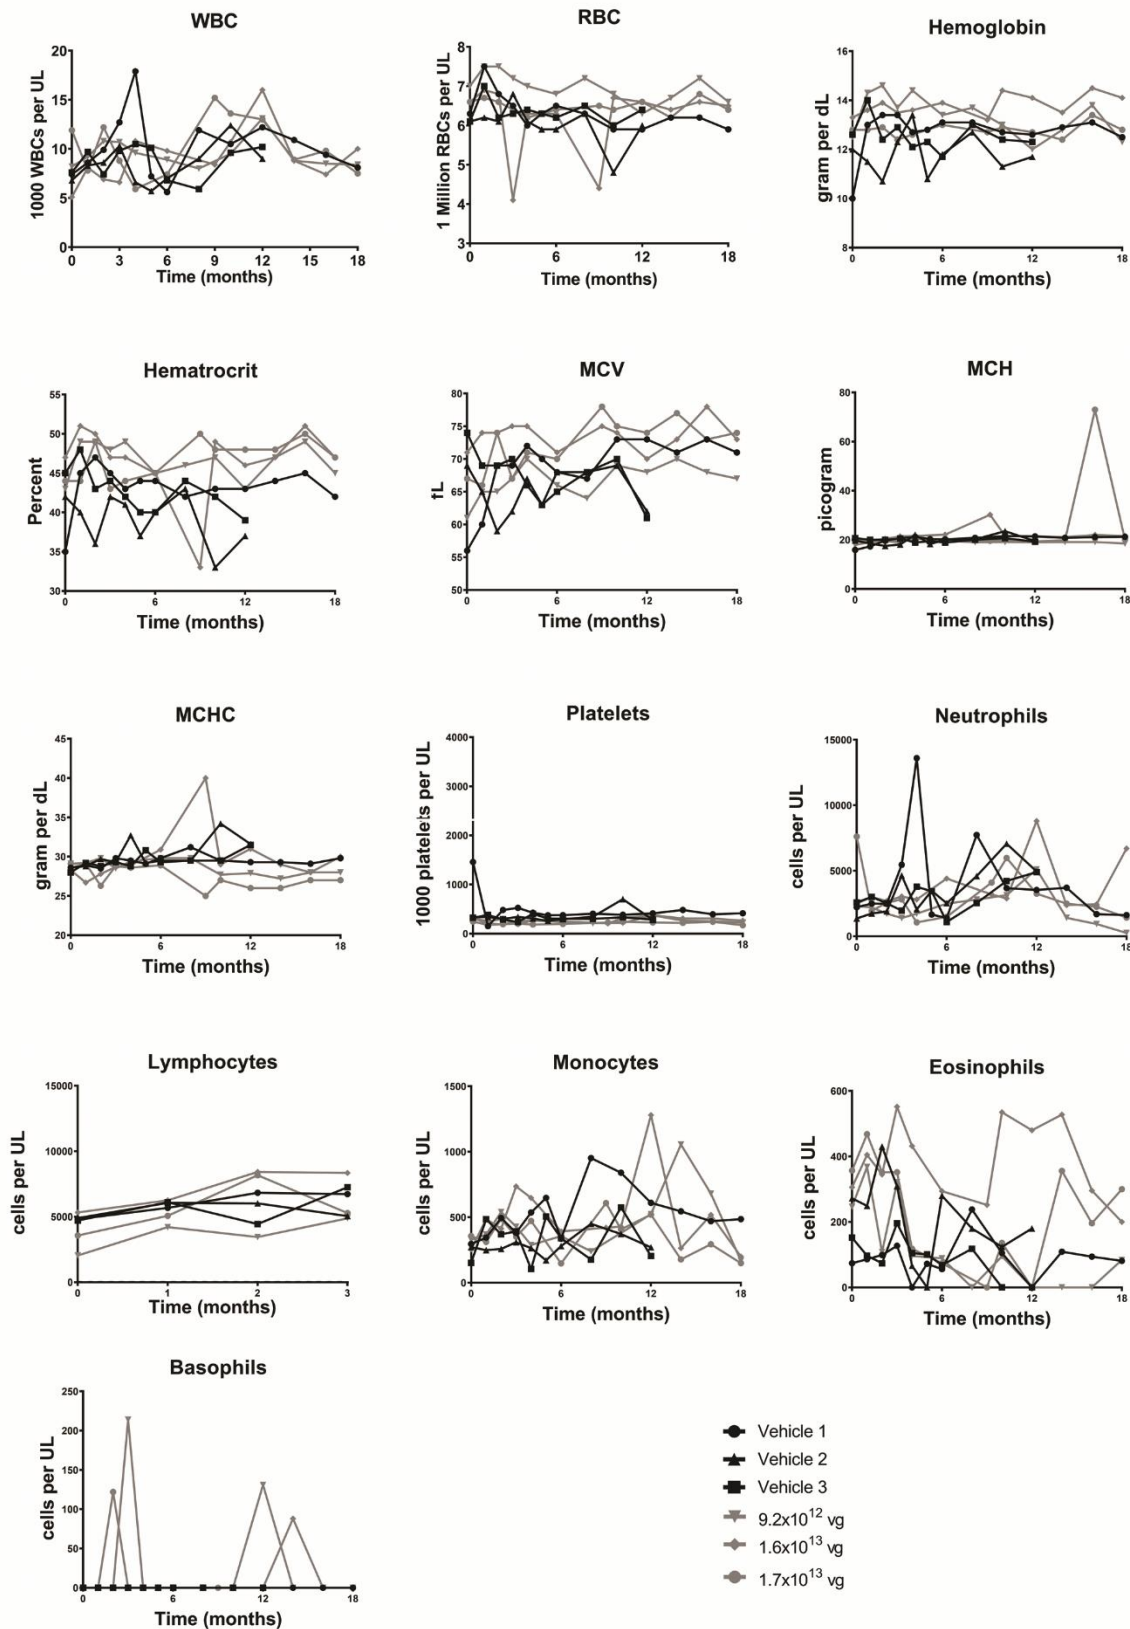 WBC
1000 WBCs per UL
20
15
10
5
0
0 3 6 9 12 15 18
Time (months)
RBC
1 Million RBCs per UL
8
7
6
5
4
3
0 6 12 18
Time (months)
Hemoglobin
gram per dL
16
14
12
10
8
0 6 12 18
Time (months)
Hematrocrit
Percent
55
50
45
40
35
30
0 6 12 18
Time (months)
MCV
fL
80
75
70
65
60
55
50
0 6 12 18
Time (months)
MCH
picogram
80
60
40
20
0
0 6 12 18
Time (months)
MCHC
gram per dL
45
40
35
30
25
20
0 6 12 18
Time (months)
Platelets
1000 platelets per UL
4000
3000
2000
1000
0
0 6 12 18
Time (months)
Neutrophils
cells per UL
15000
10000
5000
0
0 6 12 18
Time (months)
Lymphocytes
cells per UL
15000
10000
5000
0
0 1 2 3
Time (months)
Monocytes
cells per UL
1500
1000
500
0
0 6 12 18
Time (months)
Eosinophils
cells per UL
600
400
200
0
0 6 12 18
Time (months)
Basophils
cells per UL
250
200
150
100
50
0
0 6 12 18
Time (months)
Vehicle 1
Vehicle 2
Vehicle 3
9.2x10¹² vg
1.6x10¹³ vg
1.7x10¹³ vg